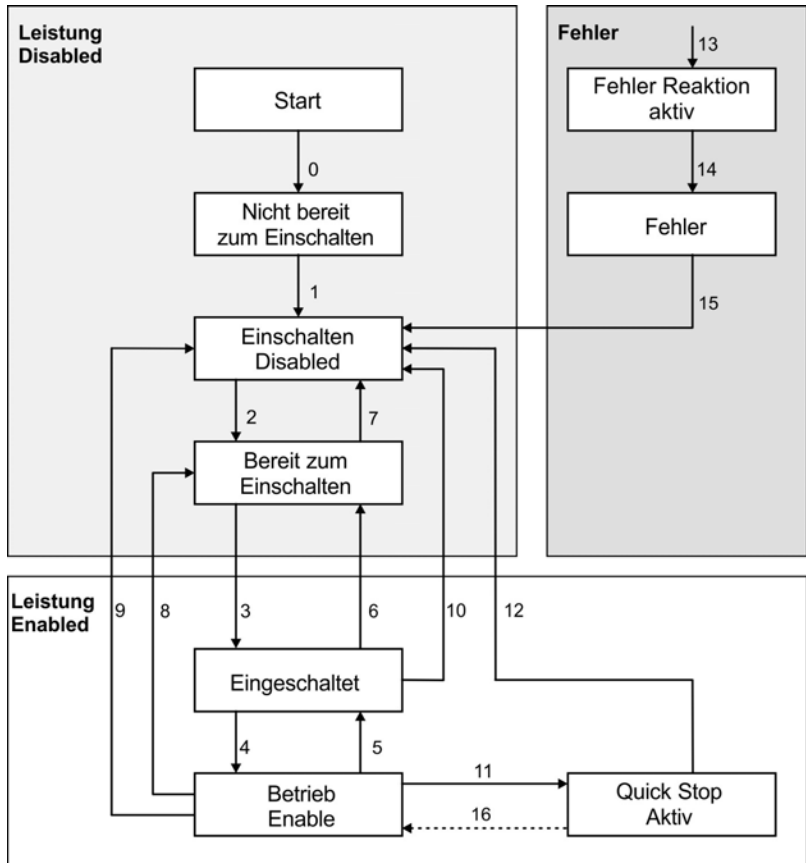 Leistung
Disabled
Start
0
Nicht bereit
zum Einschalten
1
Einschalten
Disabled
2
7
Bereit zum
Einschalten
Fehler
13
Fehler Reaktion
aktiv
14
Fehler
15
Leistung
Enabled
9
8
3
6
10
12
Eingeschaltet
4
5
Betrieb
Enable
11
16
Quick Stop
Aktiv